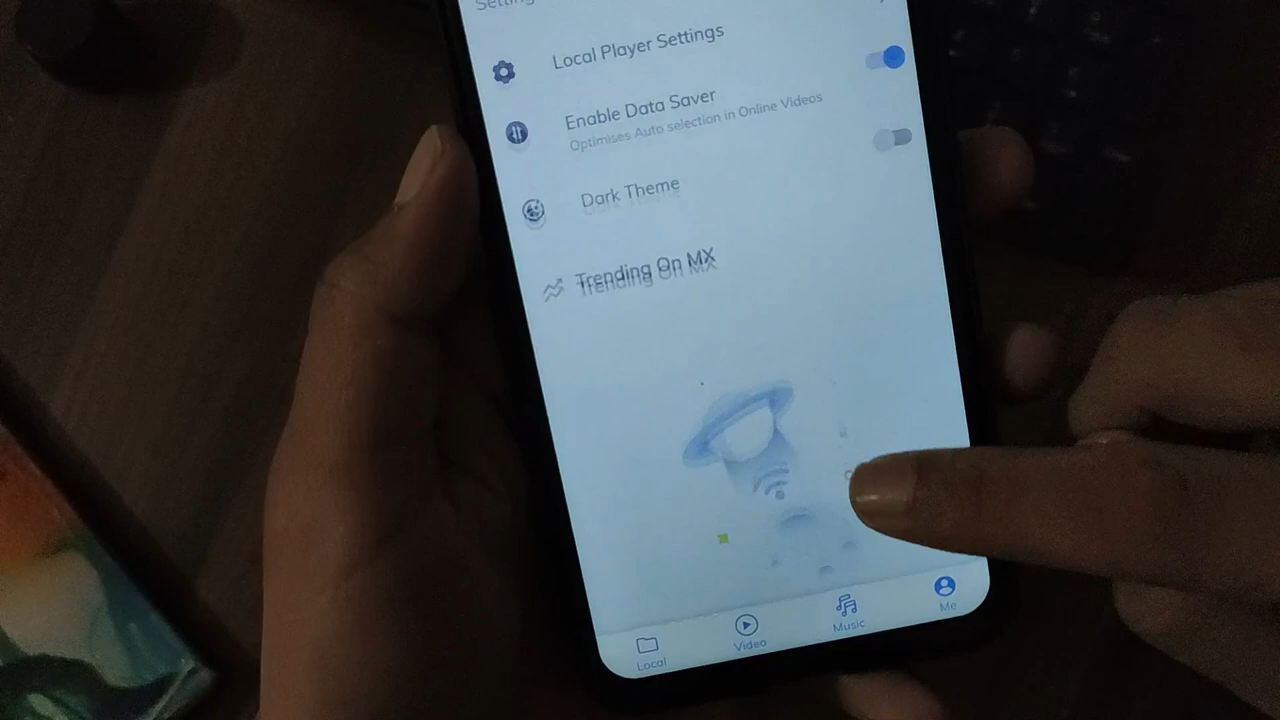 Local Player Settings
Enable Data Saver
Optimises Auto selection in Online Videos
Dark Theme
Trending On MX
Local
Video
Music
Me